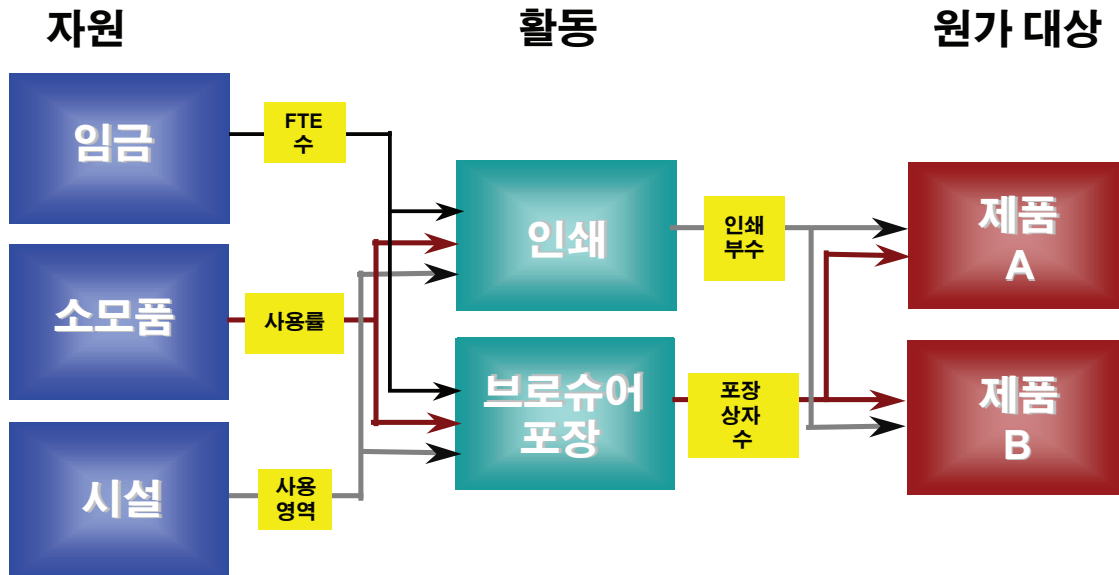 자원
활동
원가 대상
임금
FTE
수
소모품
사용률
시설
사용
영역
인쇄
브로슈어
포장
인쇄
부수
포장
상자
수
제품
A
제품
B